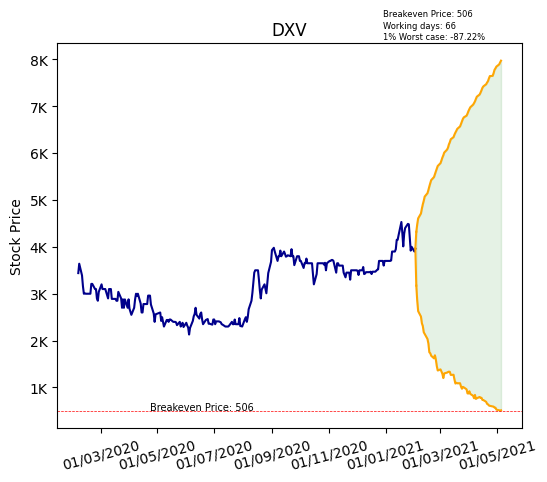 Breakeven Price: 506
Working days: 66
1% Worst case: -87.22%
DXV
Stock Price
8K
7K
6K
5K
4K
3K
2K
1K
Breakeven Price: 506
01/03/2020
01/05/2020
01/07/2020
01/09/2020
01/11/2020
01/01/2021
01/03/2021
01/05/2021